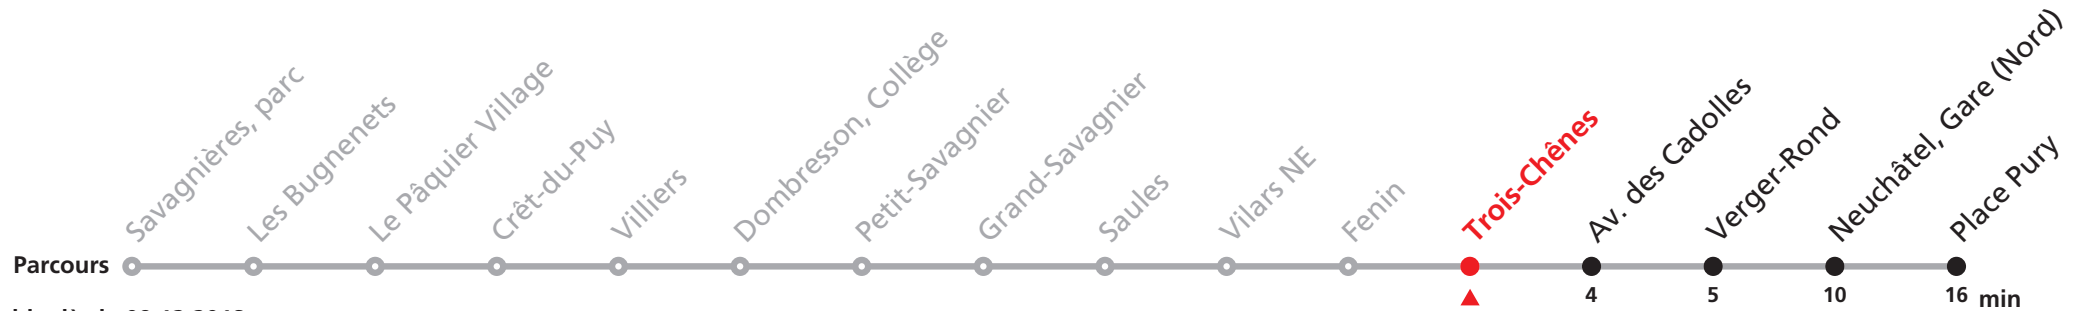 Savagnières, parc
Les Bugnenets
Le Pâquier Village
Crêt-du-Puy
Villiers
Dombresson, Collège
Petit-Savagnier
Grand-Savagnier
Saules
Vilars NE
Fenin
Trois-Chênes
Av. des Cadolles
Verger-Rond
Neuchâtel, Gare (Nord)
Place Pury
Parcours
4 5 10 16 min